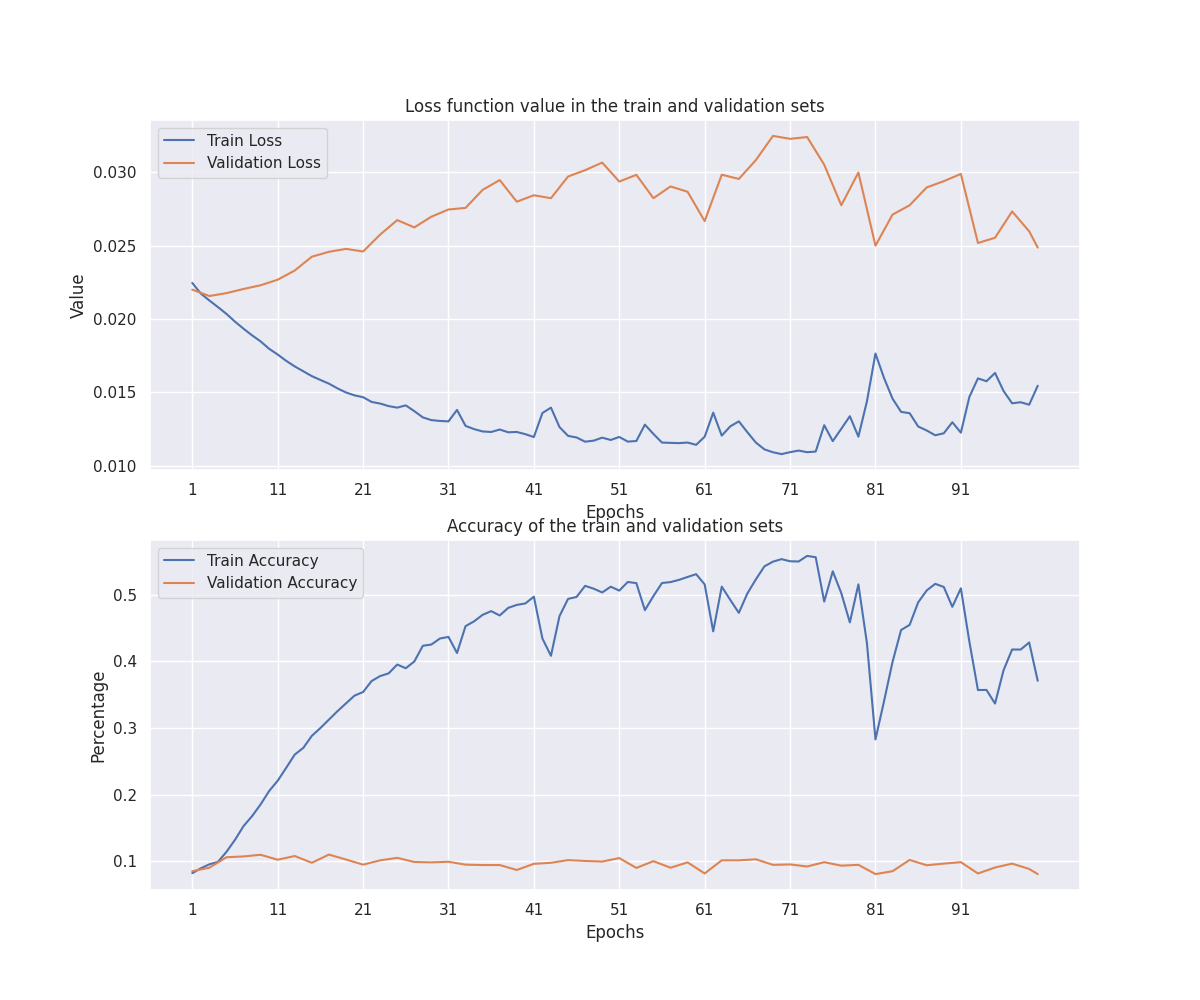 Loss function value in the train and validation sets
Train Loss
Validation Loss
Value
0.030
0.025
0.020
0.015
0.010
1 11 21 31 41 51 61 71 81 91
Epochs
Accuracy of the train and validation sets
Train Accuracy
Validation Accuracy
Percentage
0.5
0.4
0.3
0.2
0.1
1 11 21 31 41 51 61 71 81 91
Epochs